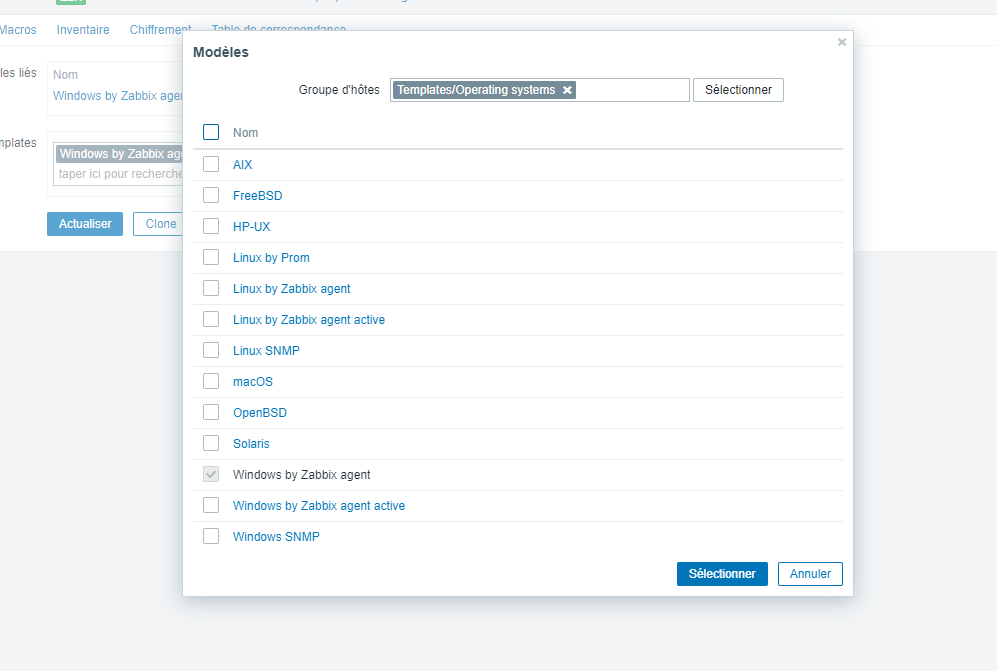 Macros Inventaire Chiffrement Table de correspondance
Modèles
les liés
Nom
Windows by Zabbix age
Groupe d'hôtes Templates/Operating systems Sélectionner
mplates
Windows by Zabbix ag
taper ici pour recherche
Actualiser Clone
Nom
AIX
FreeBSD
HP-UX
Linux by Prom
Linux by Zabbix agent
Linux by Zabbix agent active
Linux SNMP
macOS
OpenBSD
Solaris
Windows by Zabbix agent
Windows by Zabbix agent active
Windows SNMP
Sélectionner Annuler